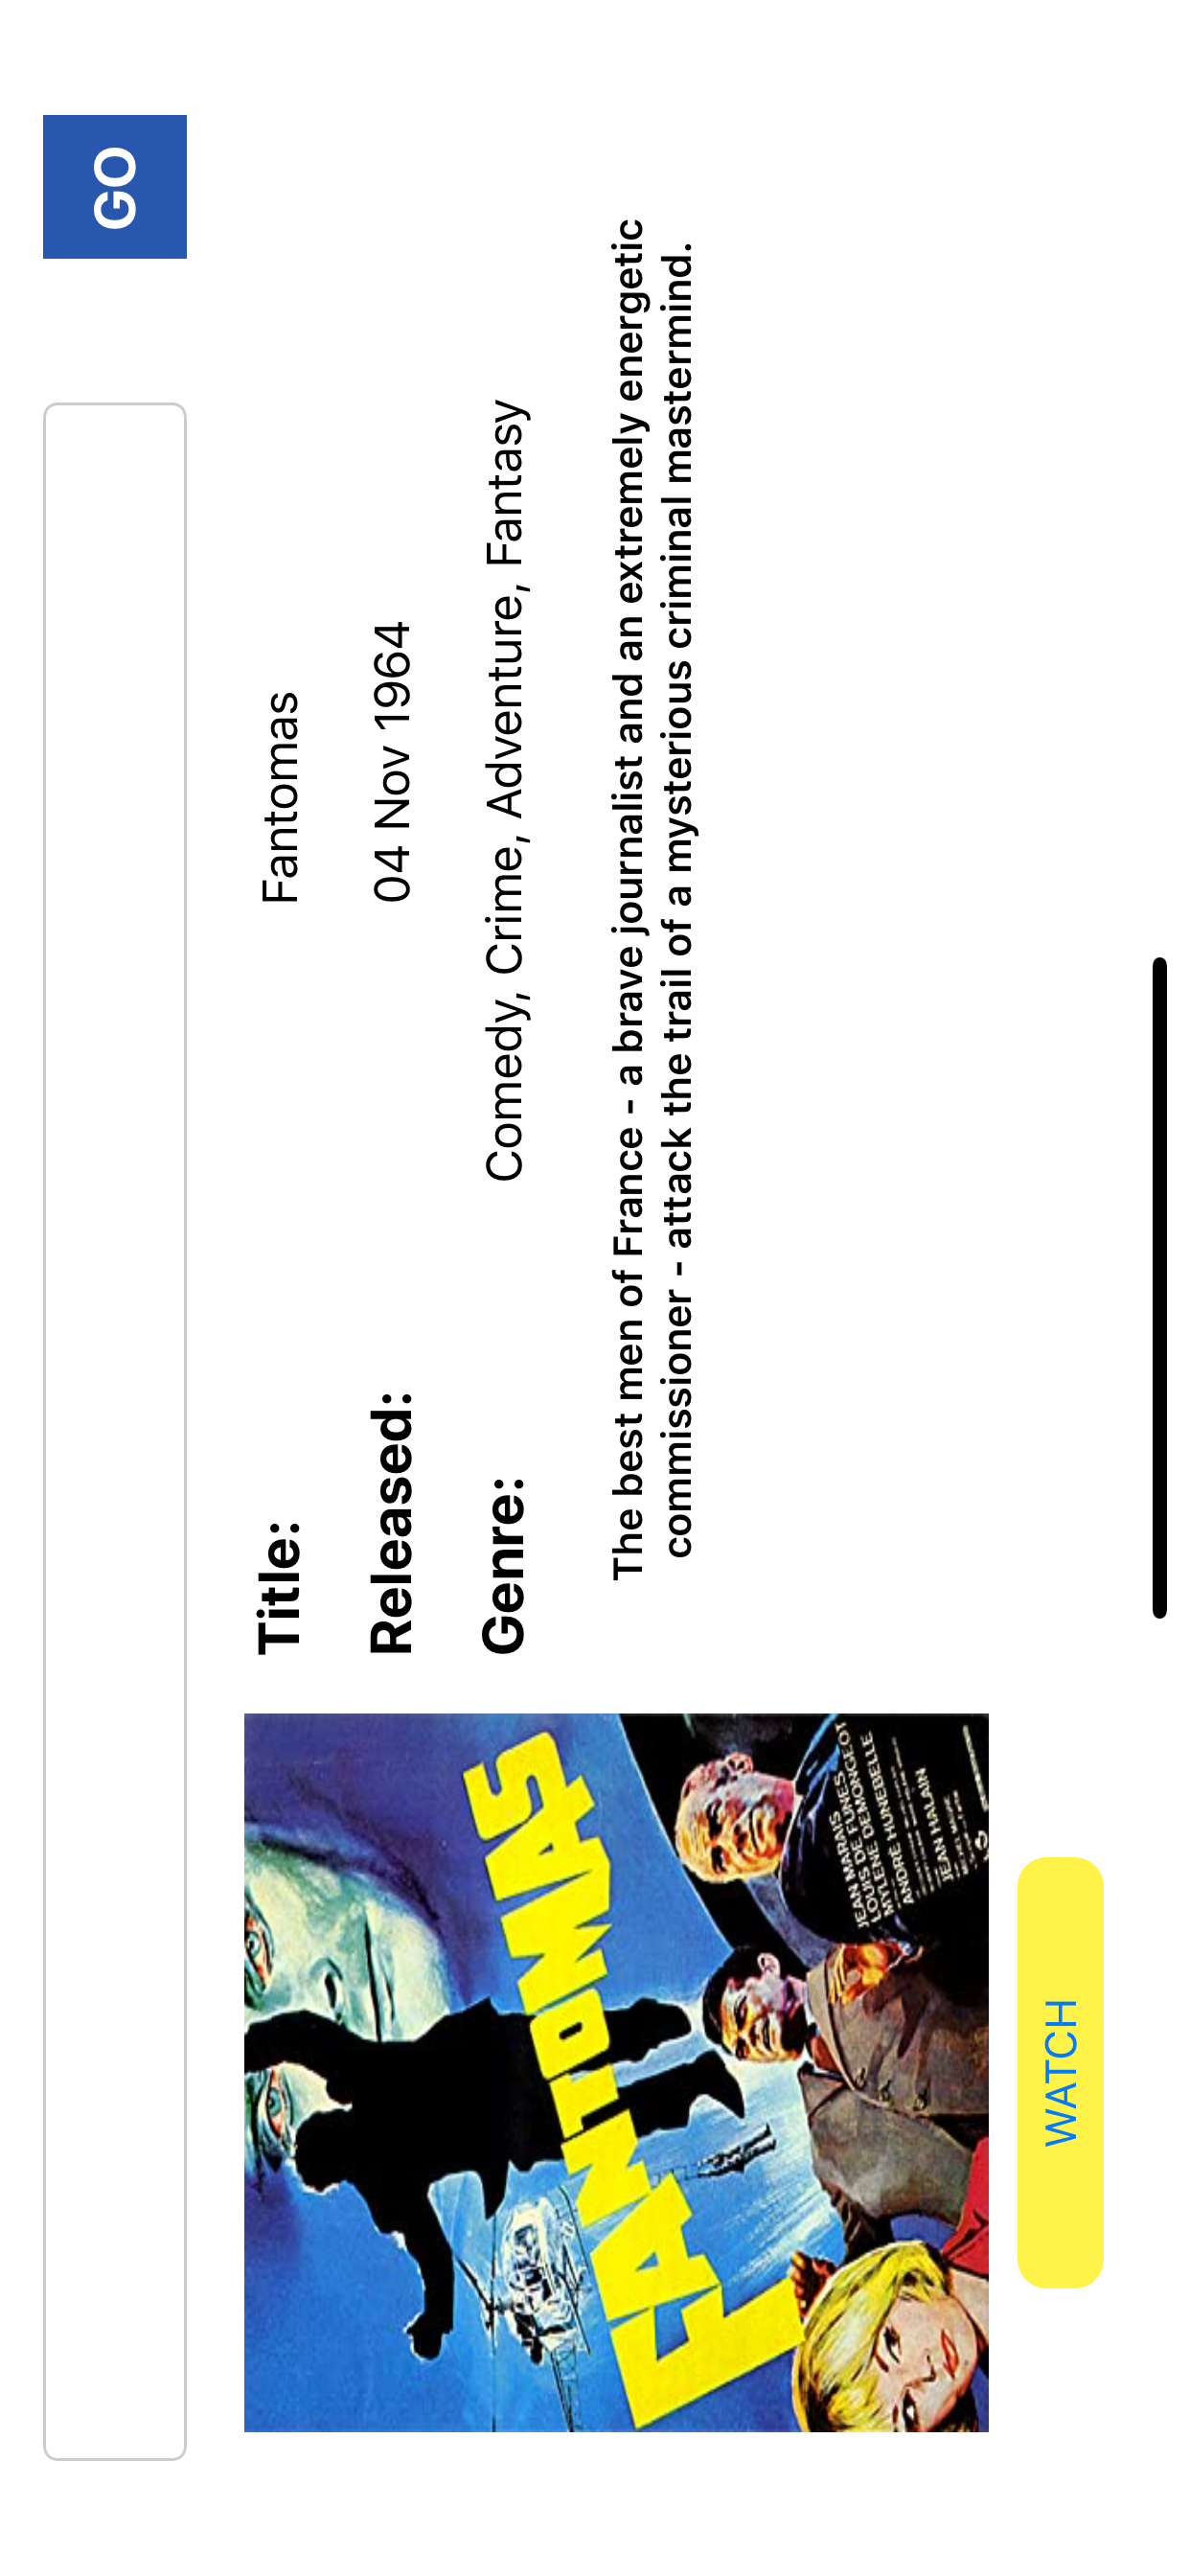 GO
Title:
Fantomas
Released:
04 Nov 1964
Genre:
Comedy, Crime, Adventure, Fantasy
The best men of France - a brave journalist and an extremely energetic
commissioner - attack the trail of a mysterious criminal mastermind.
FANTOMAS
JEAN MARAIS
LOUIS DE FUNES
MYLENE DEMONGEOT
ANDRE HUNEBELLE
JEAN HALAIN
WATCH